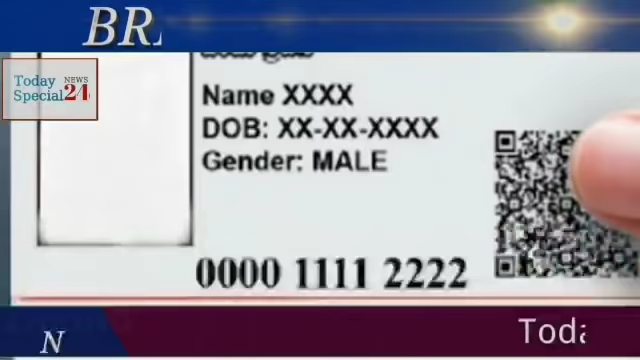 BR
Today
Special
NEWS
24
Name XXXX
DOB: XX-XX-XXXX
Gender: MALE
0000 1111 2222
N
Toda